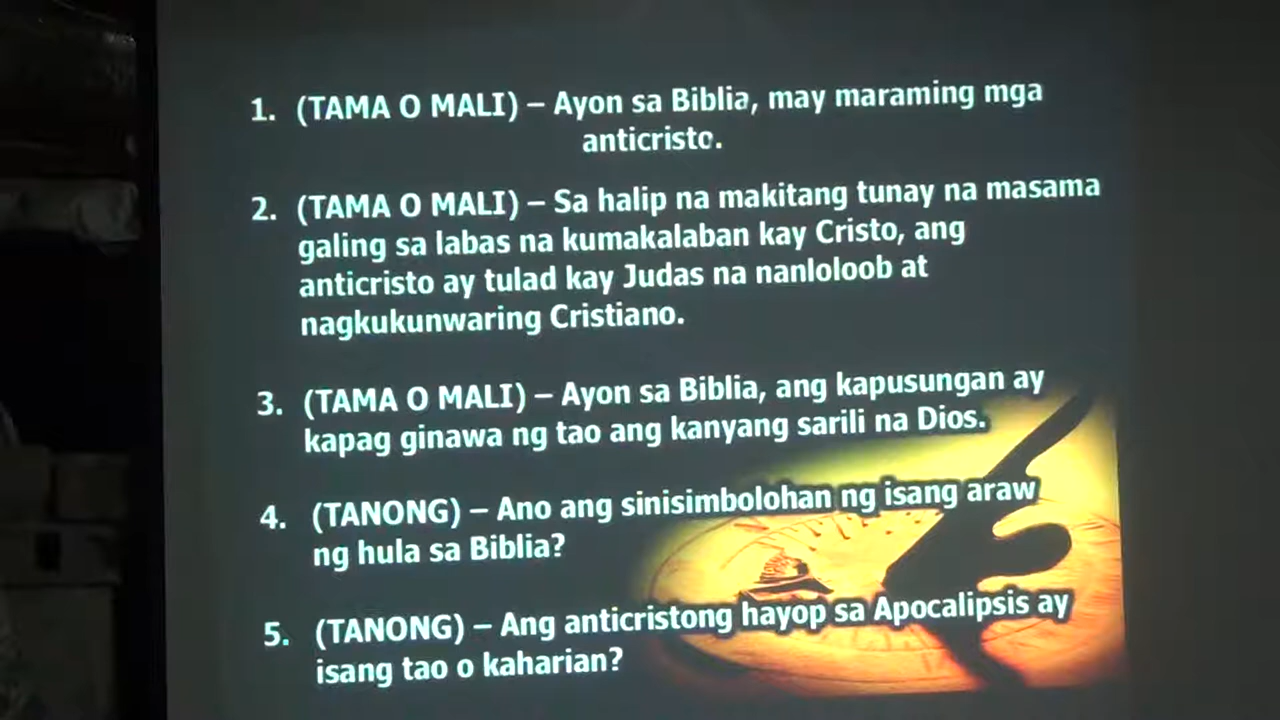 1. (TAMA O MALI) – Ayon sa Biblia, may maraming mga
anticristo.
2. (TAMA O MALI) – Sa halip na makitang tunay na masama
galing sa labas na kumakalaban kay Cristo, ang
anticristo ay tulad kay Judas na nanloloob at
nagkukunwaring Cristiano.
3. (TAMA O MALI) – Ayon sa Biblia, ang kapusungan ay
kapag ginawa ng tao ang kanyang sarili na Dios.
4. (TANONG) – Ano ang sinisimbolohan ng isang araw
ng hula sa Biblia?
5. (TANONG) – Ang anticristong hayop sa Apocalipsis ay
isang tao o kaharian?